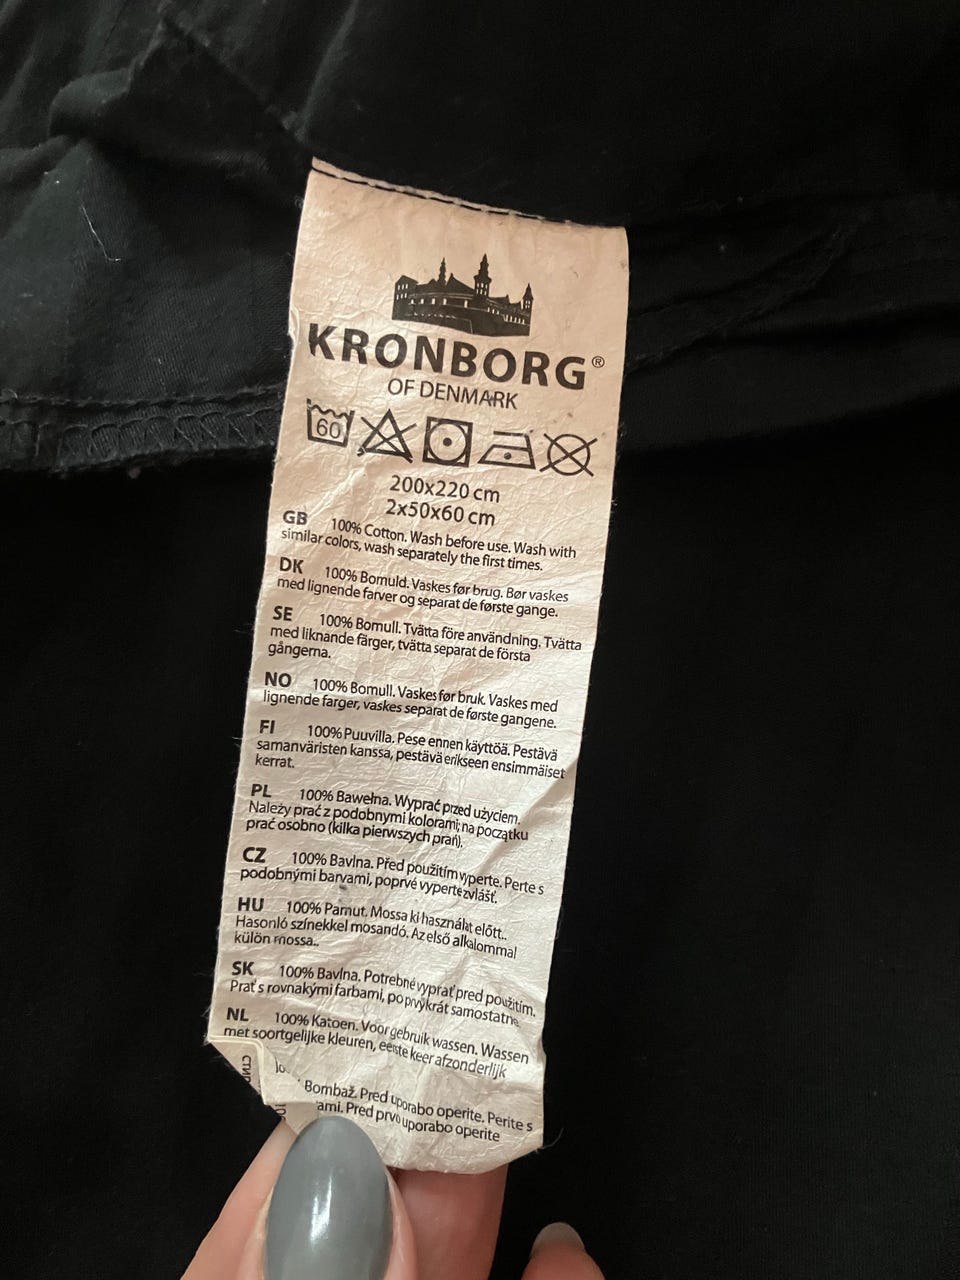 KRONBORG®
OF DENMARK
60
200x220 cm
2x50x60 cm
GB 100% Cotton. Wash before use. Wash with
similar colors, wash separately the first times.
DK 100% Bomuld. Vaskes før brug. Bør vaskes
med lignende farver og separat de første gange.
SE 100% Bomull. Tvätta före användning. Tvätta
med liknande färger, tvätta separat de första
gångerna.
NO 100% Bomull. Vaskes før bruk. Vaskes med
lignende farger, vaskes separat de første gangene.
FI 100% Puuvilla. Pese ennen käyttöä. Pestävä
samanväristen kanssa, pestävä erikseen ensimmäiset
kerrat.
PL 100% Bawełna. Wyprać przed użyciem.
Należy prać z podobnymi kolorami; na początku
prać osobno (kilka pierwszych prań).
CZ 100% Bavlna. Před použitím vyperte. Perte s
podobnými barvami, poprvé vyperte zvlášť.
HU 100% Pamut. Mossa ki használat előtt..
Hasonló színekkel mosandó. Az első alkalommal
külön mossa..
SK 100% Bavlna. Potrebné vyprať pred použitím.
Prať s rovnakými farbami, po prvýkrát samostatne.
NL 100% Katoen. Voor gebruik wassen. Wassen
met soortgelijke kleuren, eerste keer afzonderlijk
Bombaž. Pred uporabo operite. Perite s
Pred prvo uporabo operite